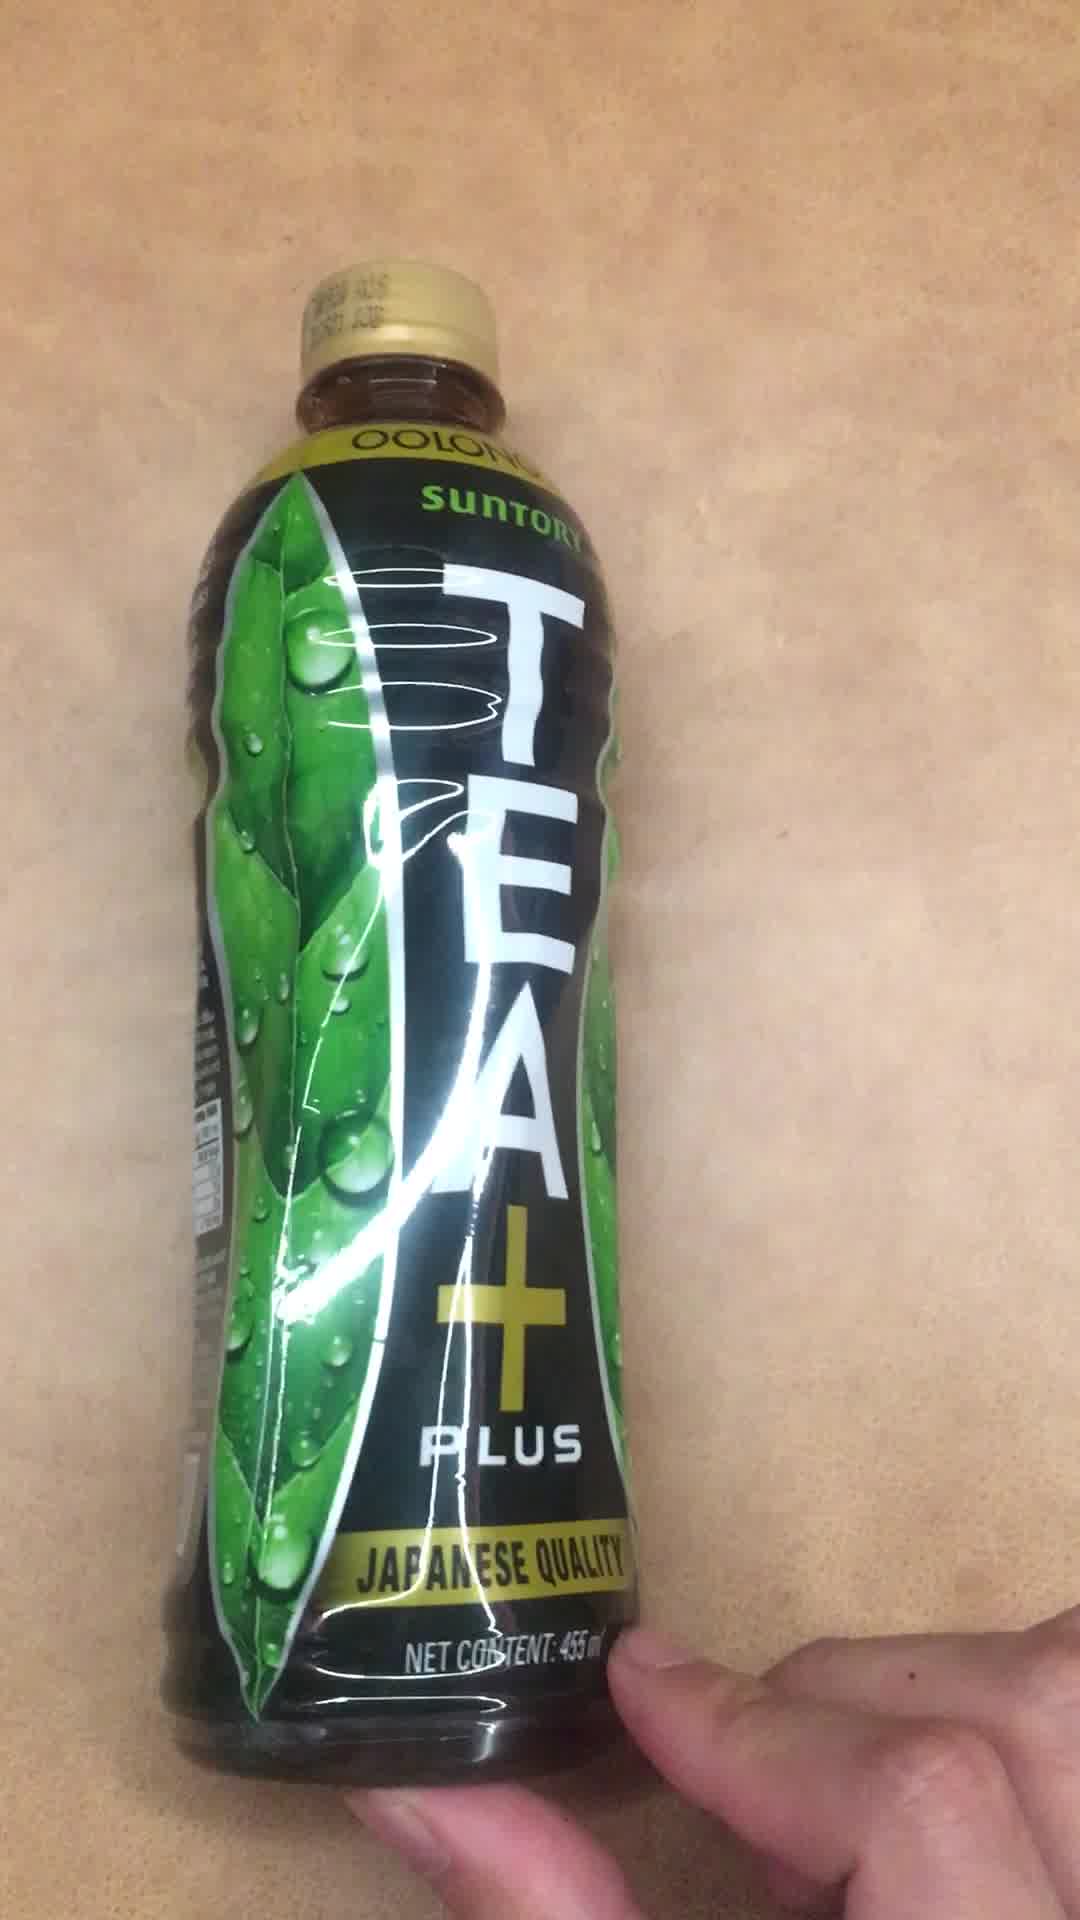 OOLONG
SUNTORY
TEA
+
PLUS
JAPANESE QUALITY
NET CONTENT: 455 ml